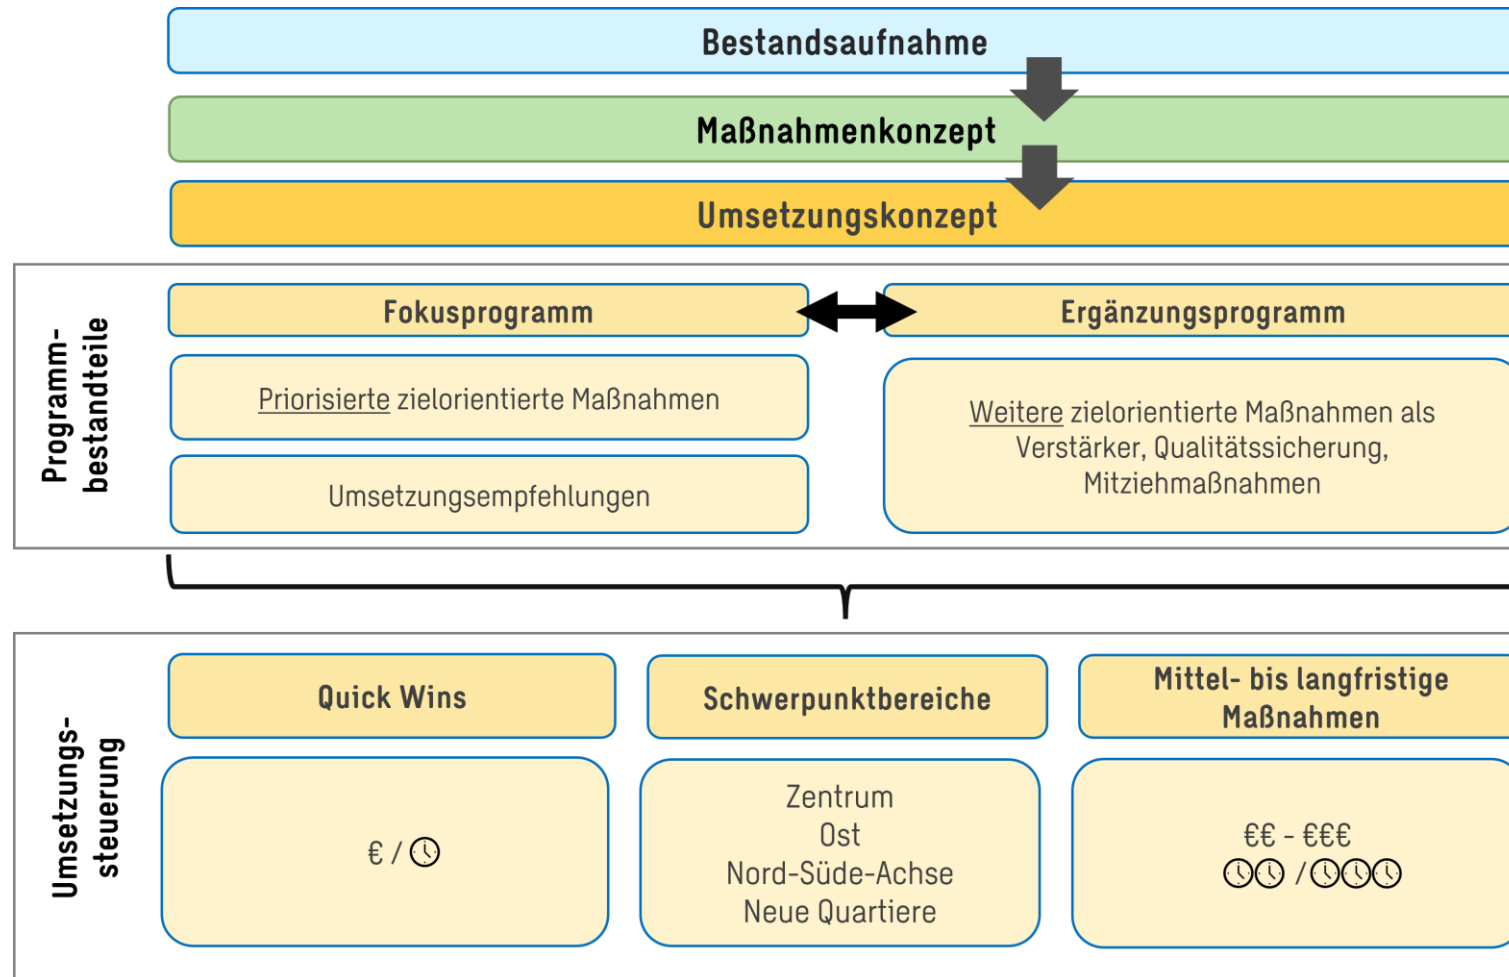 Bestandsaufnahme
Maßnahmenkonzept
Umsetzungskonzept
Programm-
bestandteile
Fokusprogramm
Ergänzungsprogramm
Priorisierte zielorientierte Maßnahmen
Umsetzungsempfehlungen
Weitere zielorientierte Maßnahmen als
Verstärker, Qualitätssicherung,
Mitziehmaßnahmen
Umsetzungs-
steuerung
Quick Wins
Schwerpunktbereiche
Mittel- bis langfristige
Maßnahmen
€ /
Zentrum
Ost
Nord-Süde-Achse
Neue Quartiere
€€ - €€€
/